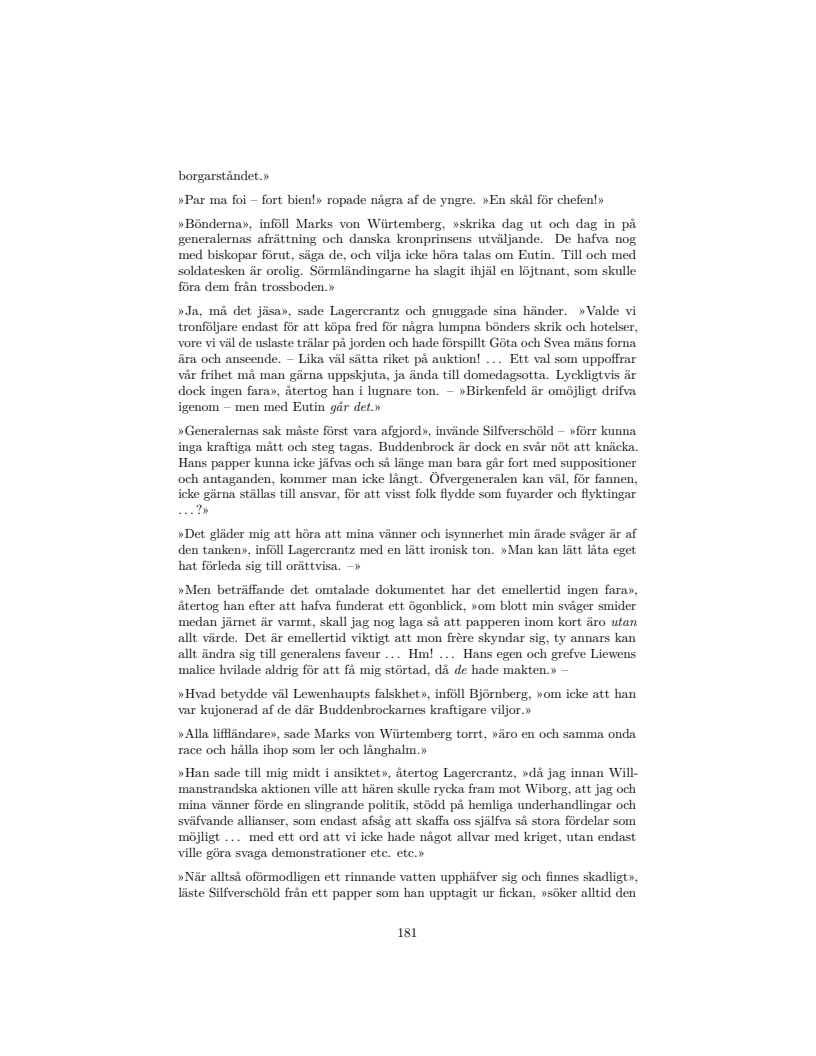 borgarståndet.»
»Par ma foi – fort bien!» ropade några af de yngre. »En skål för chefen!»
»Bönderna», inföll Marks von Würtemberg, »skrika dag ut och dag in på
generalernas afrättning och danska kronprinsens utväljande. De hafva nog
med biskopar förut, säga de, och vilja icke höra talas om Eutin. Till och med
soldatesken är orolig. Sörmländingarne ha slagit ihjäl en löjtnant, som skulle
föra dem från trossboden.»
»Ja, må det jäsa», sade Lagercrantz och gnuggade sina händer. »Valde vi
tronföljare endast för att köpa fred för några lumpna bönders skrik och hotelser,
vore vi väl de uslaste trälar på jorden och hade förspillt Göta och Svea mäns forna
ära och anseende. – Lika väl sätta riket på auktion! ... Ett val som uppoffrar
vår frihet må man gärna uppskjuta, ja ända till domedagsotta. Lyckligtvis är
dock ingen fara», återtog han i lugnare ton. – »Birkenfeld är omöjligt drifva
igenom – men med Eutin går det.»
»Generalernas sak måste först vara afgjord», invände Silfverschöld – »förr kunna
inga kraftiga mått och steg tagas. Buddenbrock är dock en svår nöt att knäcka.
Hans papper kunna icke jäfvas och så länge man bara går fort med suppositioner
och antaganden, kommer man icke långt. Öfvergeneralen kan väl, för fannen,
icke gärna ställas till ansvar, för att visst folk flydde som fuyarder och flyktingar
...?»
»Det gläder mig att höra att mina vänner och isynnerhet min ärade svåger är af
den tanken», inföll Lagercrantz med en lätt ironisk ton. »Man kan lätt låta eget
hat förleda sig till orättvisa. –»
»Men beträffande det omtalade dokumentet har det emellertid ingen fara»,
återtog han efter att hafva funderat ett ögonblick, »om blott min svåger smider
medan järnet är varmt, skall jag nog laga så att papperen inom kort äro utan
allt värde. Det är emellertid viktigt att mon frère skyndar sig, ty annars kan
allt ändra sig till generalens faveur ... Hm! ... Hans egen och grefve Liewens
malice hvilade aldrig för att få mig störtad, då de hade makten.» –
»Hvad betydde väl Lewenhaupts falskhet», inföll Björnberg, »om icke att han
var kujonerad af de där Buddenbrockarnes kraftigare viljor.»
»Alla liffländare», sade Marks von Würtemberg torrt, »äro en och samma onda
race och hålla ihop som ler och långhalm.»
»Han sade till mig midt i ansiktet», återtog Lagercrantz, »då jag innan Will-
manstrandska aktionen ville att hären skulle rycka fram mot Wiborg, att jag och
mina vänner förde en slingrande politik, stödd på hemliga underhandlingar och
sväfvande allianser, som endast afsåg att skaffa oss själfva så stora fördelar som
möjligt ... med ett ord att vi icke hade något allvar med kriget, utan endast
ville göra svaga demonstrationer etc. etc.»
»När alltså oförmodligen ett rinnande vatten upphäfver sig och finnes skadligt»,
läste Silfverschöld från ett papper som han upptagit ur fickan, »söker alltid den
181